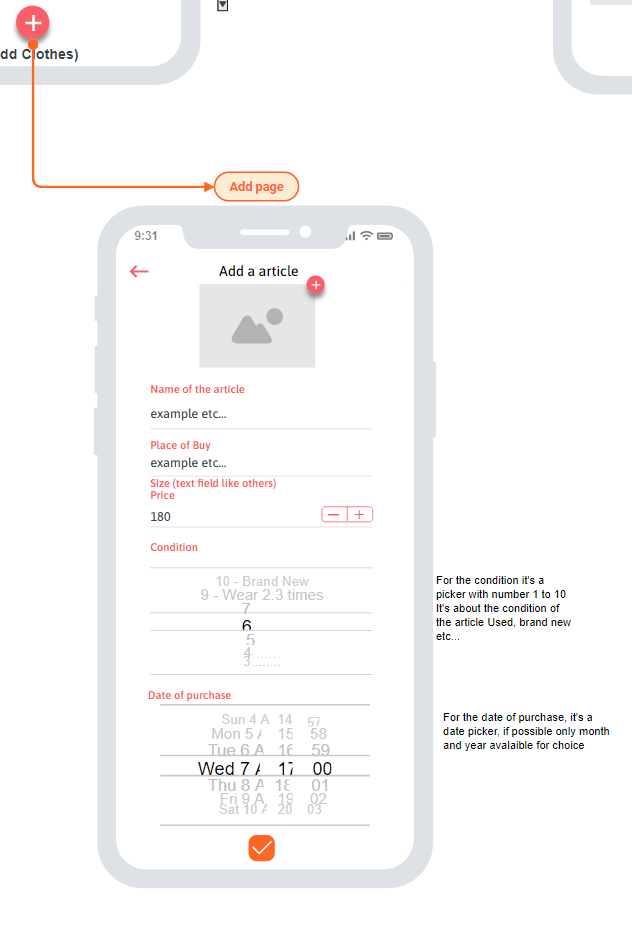 dd Clothes)
Add page
9:31
Add a article
Name of the article
example etc...
Place of Buy
example etc...
Size (text field like others)
Price
180
Condition
10 - Brand New
9 - Wear 2.3 times
7
6
5
4.......
3........
For the condition it's a
picker with number 1 to 10
It's about the condition of
the article Used, brand new
etc...
Date of purchase
Sun 4 A 14 57
Mon 5 15 58
Tue 6 A 16 59
Wed 7 A 17 00
Thu 8 A 18 01
Fri 9 A 19 02
Sat 10 A 20 03
For the date of purchase, it's a
date picker, if possible only month
and year avalaible for choice